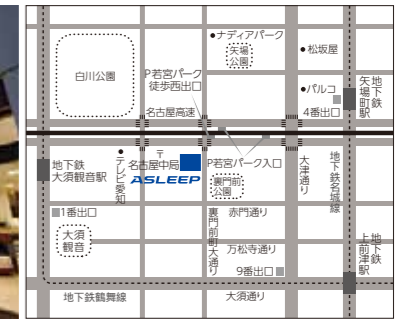 ナディアパーク
矢場
公園
松坂屋
白川公園
P若宮パーク
徒歩西出口
パルコ
4番出口
地下鉄
矢場町駅
名古屋高速
地下鉄
大須観音駅
テレビ愛知
〒
名古屋中局
ASLEEP
P若宮パーク入口
裏門前
公園
大津通り
地下鉄名城線
1番出口
大須
観音
裏門前町大通り
赤門通り
万松寺通り
9番出口
地下鉄
上前津駅
地下鉄鶴舞線
大須通り